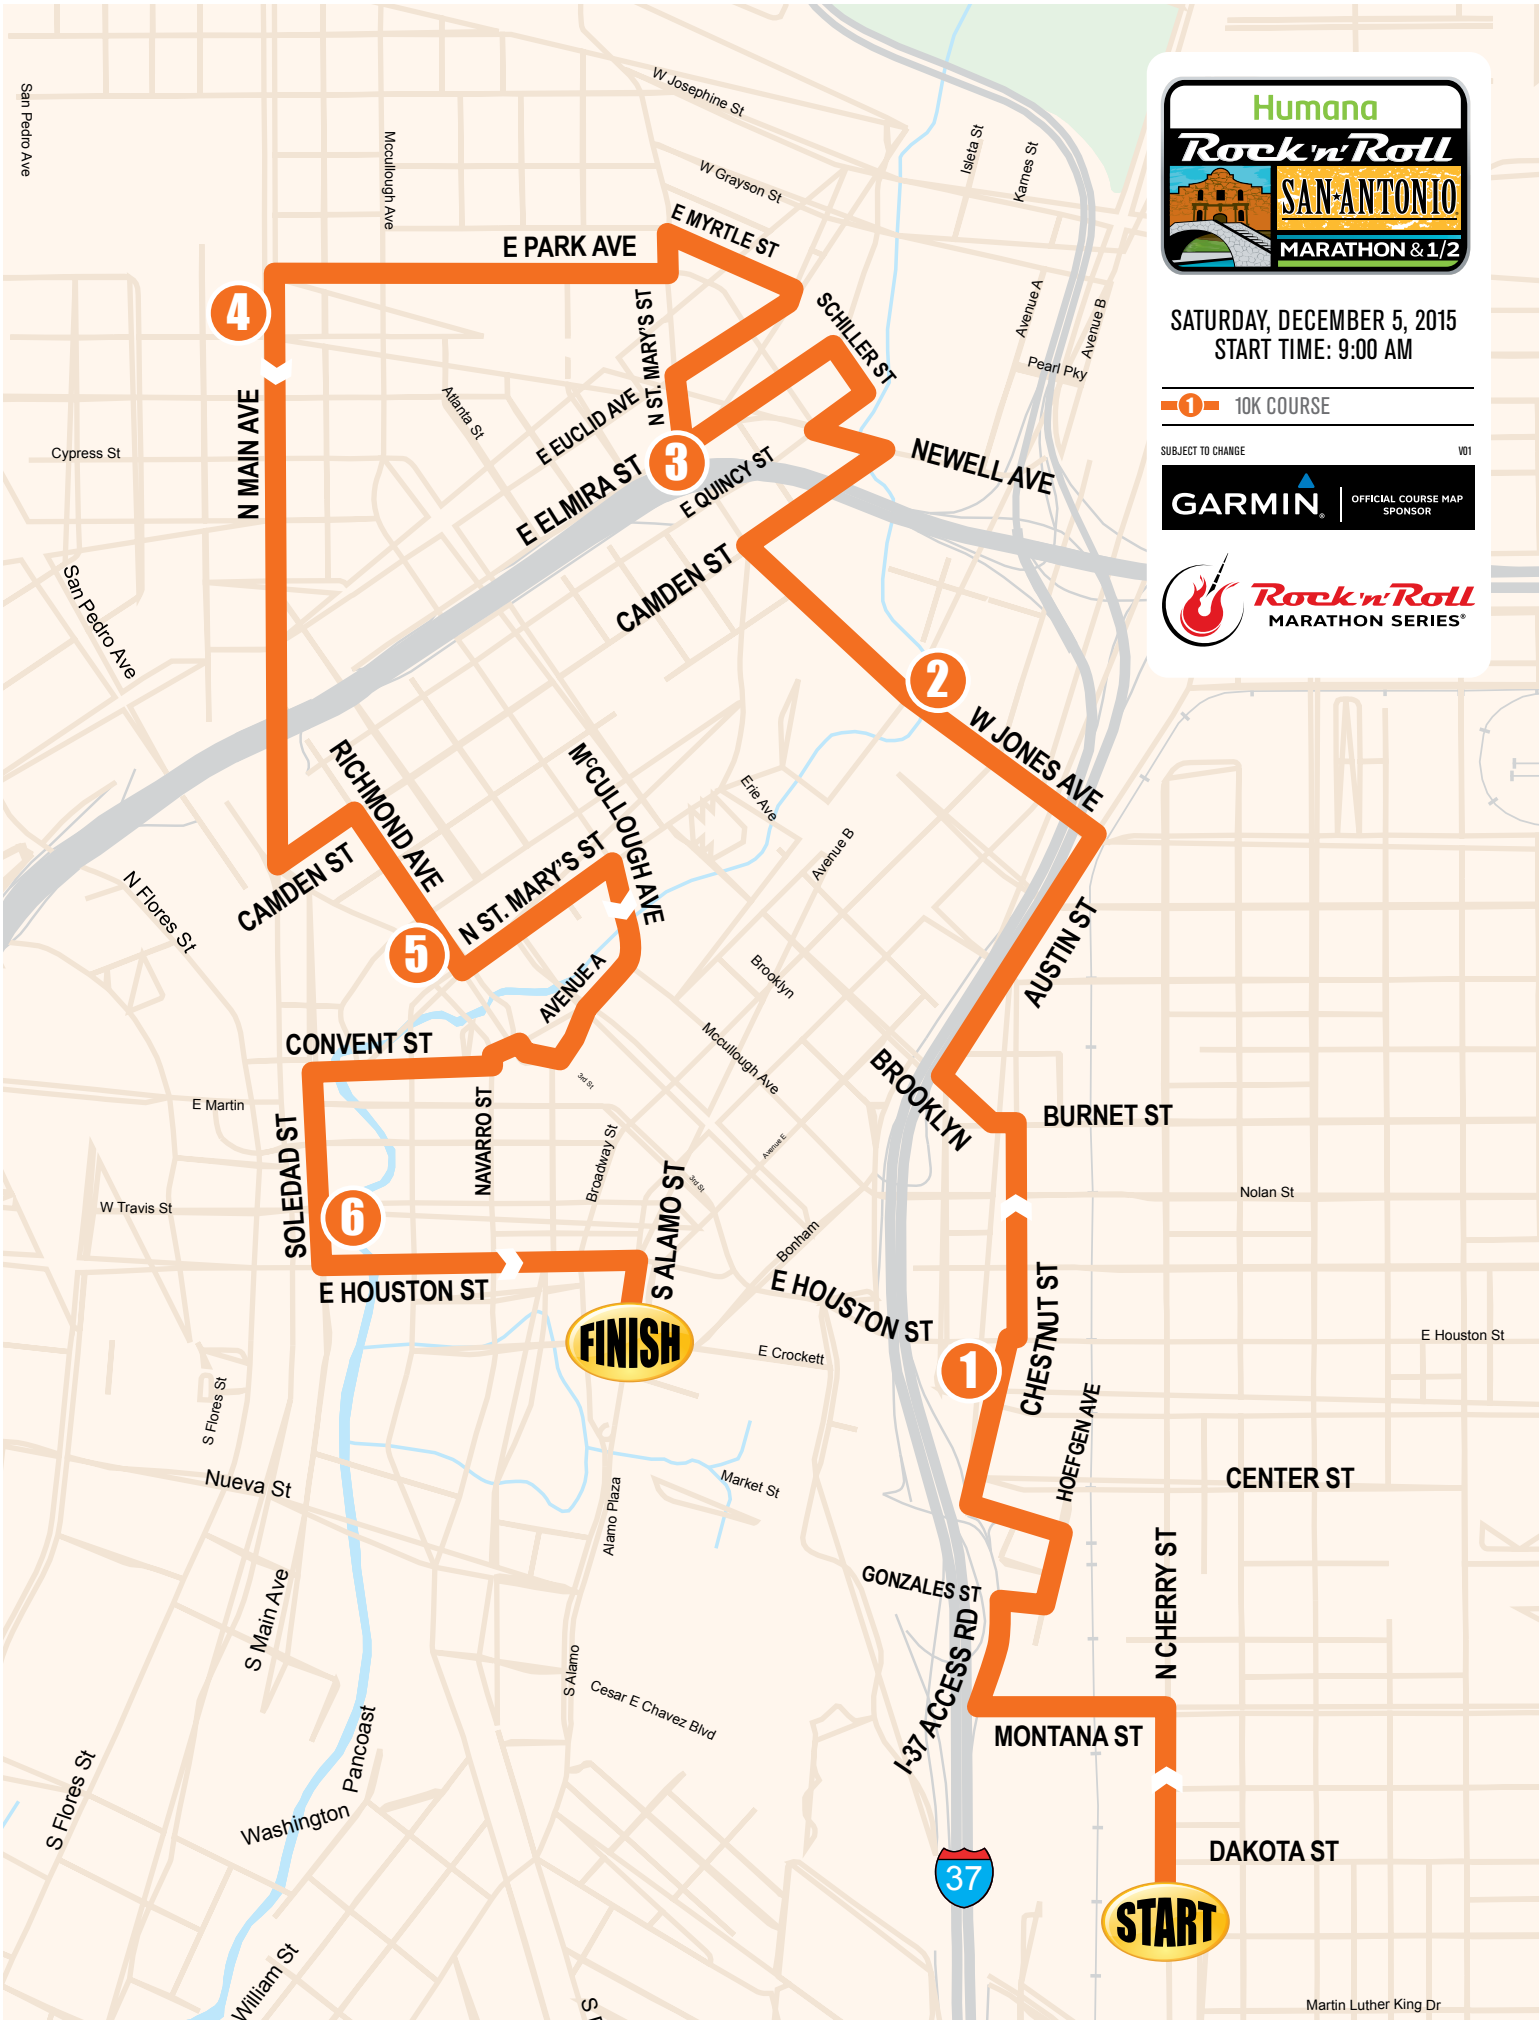 Humana
Rock 'n' Roll
SAN ANTONIO
MARATHON & 1/2
SATURDAY, DECEMBER 5, 2015
START TIME: 9:00 AM
1 10K COURSE
SUBJECT TO CHANGE V01
GARMIN® OFFICIAL COURSE MAP
SPONSOR
Rock 'n' Roll
MARATHON SERIES®
San Pedro Ave
Mccullough Ave
W Josephine St
W Grayson St
Isleta St
Karnes St
E MYRTLE ST
E PARK AVE
4
N ST. MARY'S ST
SCHILLER ST
Avenue A
Avenue B
Pearl Pky
Atlanta St
E EUCLID AVE
N MAIN AVE
Cypress St
3
E ELMIRA ST
E QUINCY ST
NEWELL AVE
CAMDEN ST
San Pedro Ave
2
W JONES AVE
RICHMOND AVE
McCULLOUGH AVE
Erie Ave
Avenue B
N Flores St
CAMDEN ST
N ST. MARY'S ST
5
AVENUE A
Brooklyn
AUSTIN ST
CONVENT ST
Mccullough Ave
3rd St
BROOKLYN
E Martin
NAVARRO ST
BURNET ST
SOLEDAD ST
Broadway St
Avenue E
3rd St
W Travis St
6
S ALAMO ST
Nolan St
Bonham
E HOUSTON ST
E HOUSTON ST
FINISH
CHESTNUT ST
E Houston St
E Crockett
1
S Flores St
HOEFGEN AVE
Nueva St
Market St
CENTER ST
Alamo Plaza
GONZALES ST
S Main Ave
N CHERRY ST
S Alamo
I-37 ACCESS RD
Cesar E Chavez Blvd
MONTANA ST
Pancoast
S Flores St
Washington
DAKOTA ST
37
START
William St
Martin Luther King Dr